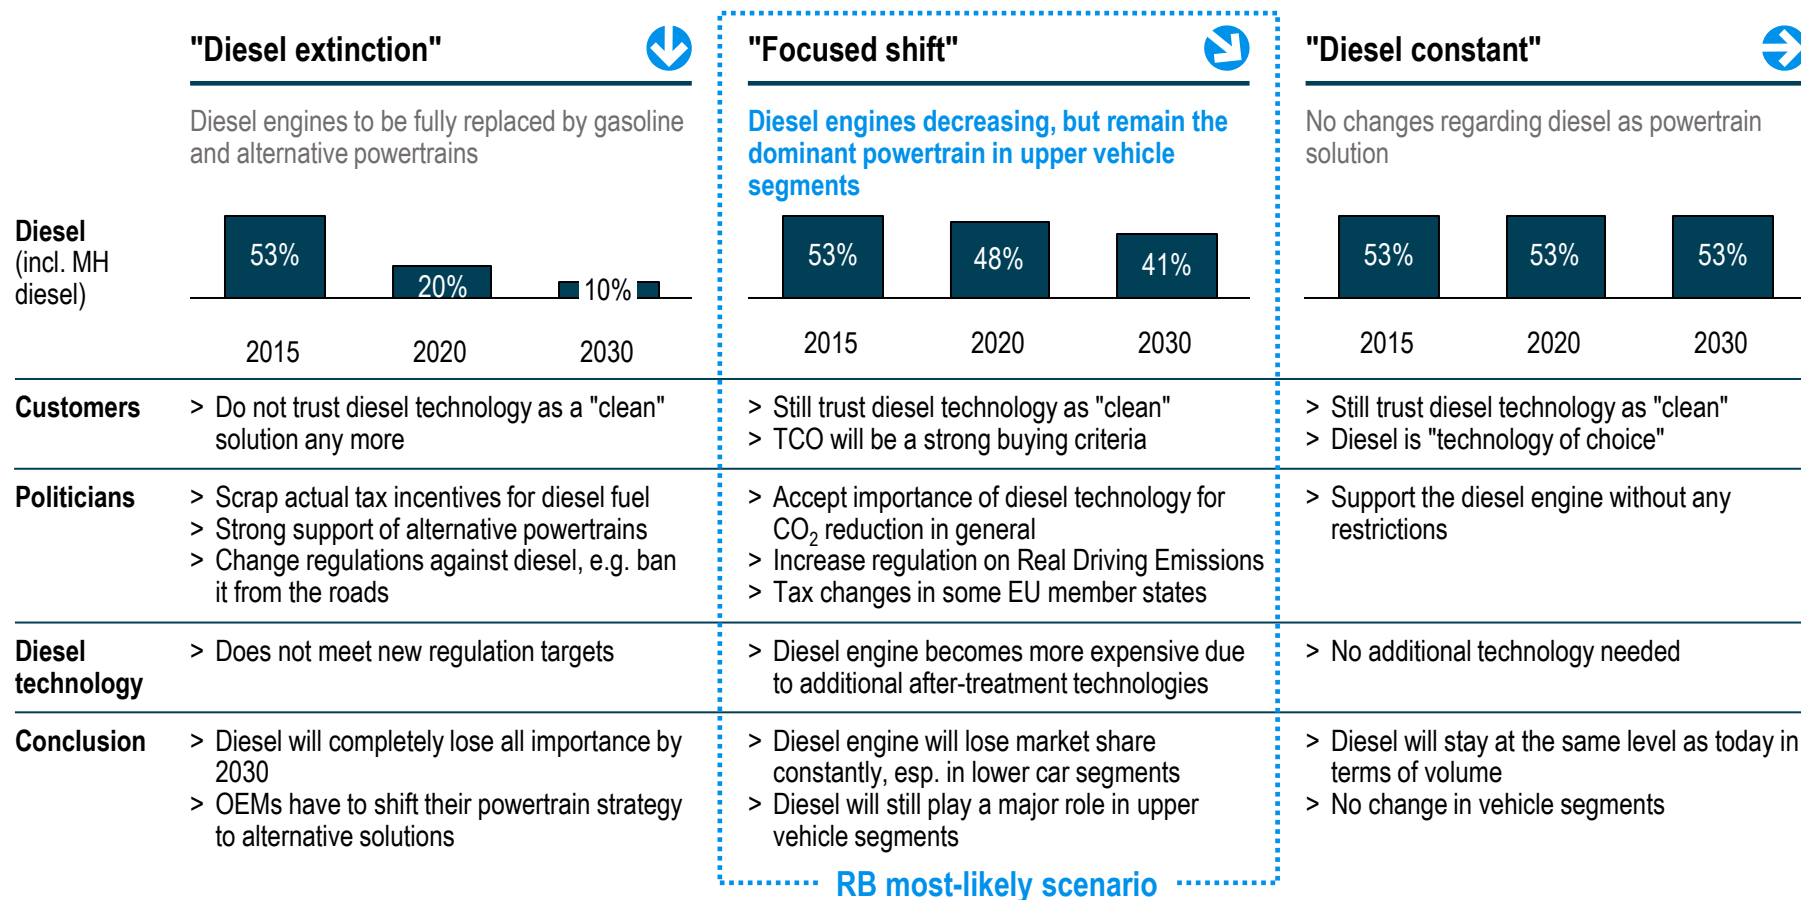 "Diesel extinction"
Diesel engines to be fully replaced by gasoline
and alternative powertrains
"Focused shift"
Diesel engines decreasing, but remain the
dominant powertrain in upper vehicle
segments
"Diesel constant"
No changes regarding diesel as powertrain
solution
Diesel
(incl. MH
diesel)
53%
20%
10%
2015
2020
2030
53%
48%
41%
2015
2020
2030
53%
53%
53%
2015
2020
2030
Customers
> Do not trust diesel technology as a "clean"
solution any more
> Still trust diesel technology as "clean"
> TCO will be a strong buying criteria
> Still trust diesel technology as "clean"
> Diesel is "technology of choice"
Politicians
> Scrap actual tax incentives for diesel fuel
> Strong support of alternative powertrains
> Change regulations against diesel, e.g. ban
it from the roads
> Accept importance of diesel technology for
CO₂ reduction in general
> Increase regulation on Real Driving Emissions
> Tax changes in some EU member states
> Support the diesel engine without any
restrictions
Diesel
technology
> Does not meet new regulation targets
> Diesel engine becomes more expensive due
to additional after-treatment technologies
> No additional technology needed
Conclusion
> Diesel will completely lose all importance by
2030
> OEMs have to shift their powertrain strategy
to alternative solutions
> Diesel engine will lose market share
constantly, esp. in lower car segments
> Diesel will still play a major role in upper
vehicle segments
> Diesel will stay at the same level as today in
terms of volume
> No change in vehicle segments
RB most-likely scenario